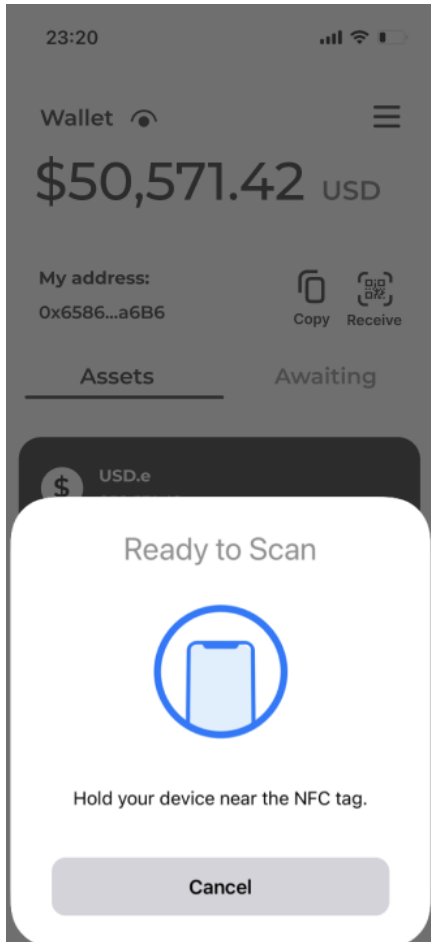 23:20
Wallet
$50,571.42 USD
My address:
0x6586...a6B6
Copy Receive
Assets Awaiting
$ USD.e
Ready to Scan
Hold your device near the NFC tag.
Cancel